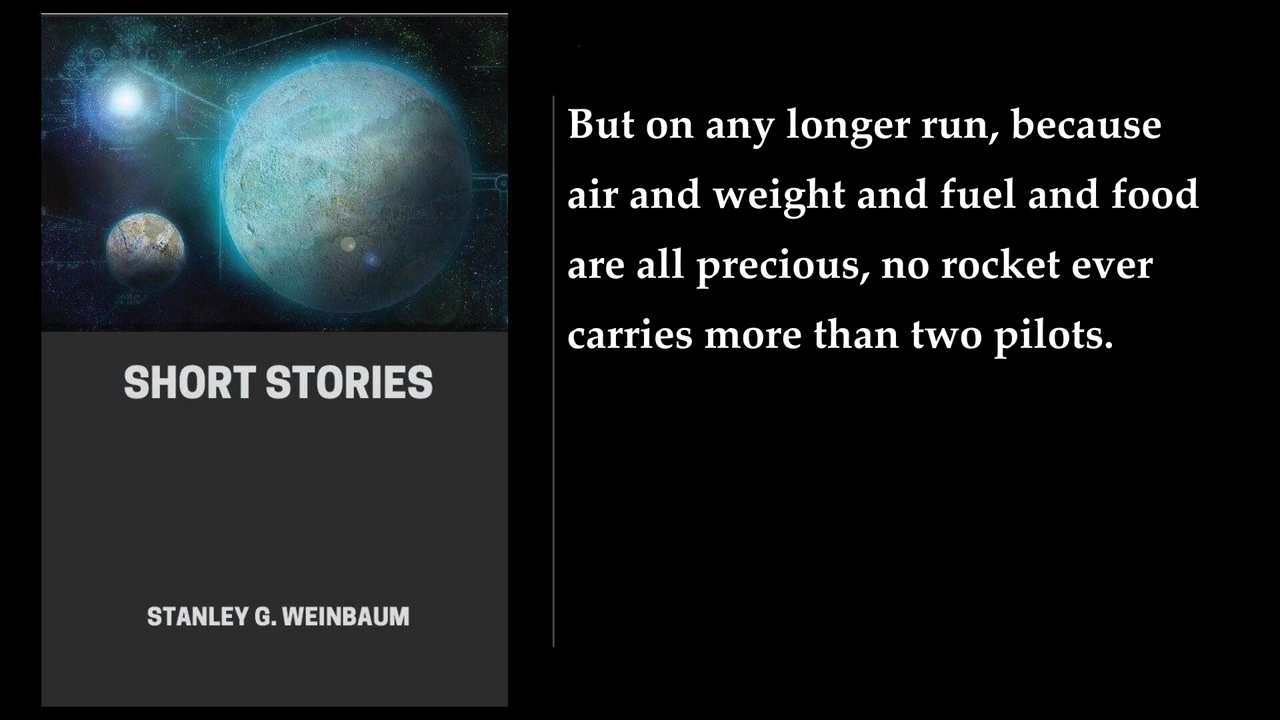 SHORT STORIES
STANLEY G. WEINBAUM
But on any longer run, because
air and weight and fuel and food
are all precious, no rocket ever
carries more than two pilots.